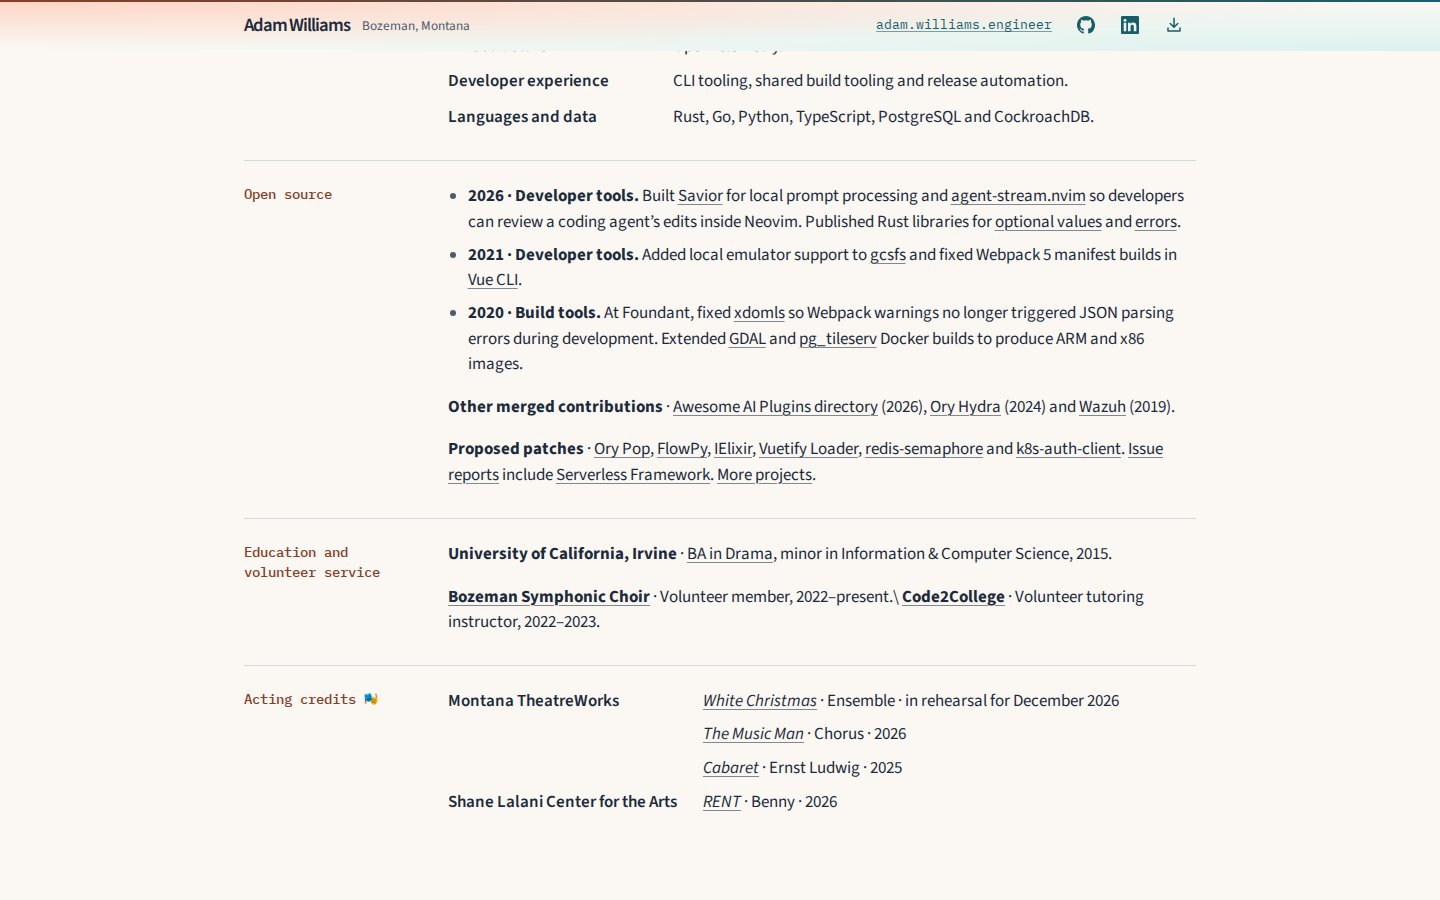 Adam Williams Bozeman, Montana adam.williams.engineer
Developer experience CLI tooling, shared build tooling and release automation.
Languages and data Rust, Go, Python, TypeScript, PostgreSQL and CockroachDB.
Open source
2026 · Developer tools. Built Savior for local prompt processing and agent-stream.nvim so developers
can review a coding agent’s edits inside Neovim. Published Rust libraries for optional values and errors.
2021 · Developer tools. Added local emulator support to gcsfs and fixed Webpack 5 manifest builds in
Vue CLI.
2020 · Build tools. At Foundant, fixed xdomls so Webpack warnings no longer triggered JSON parsing
errors during development. Extended GDAL and pg_tileserv Docker builds to produce ARM and x86
images.
Other merged contributions · Awesome AI Plugins directory (2026), Ory Hydra (2024) and Wazuh (2019).
Proposed patches · Ory Pop, FlowPy, IElixir, Vuetify Loader, redis-semaphore and k8s-auth-client. Issue
reports include Serverless Framework. More projects.
Education and
volunteer service
University of California, Irvine · BA in Drama, minor in Information & Computer Science, 2015.
Bozeman Symphonic Choir · Volunteer member, 2022–present.\ Code2College · Volunteer tutoring
instructor, 2022–2023.
Acting credits 🎭
Montana TheatreWorks White Christmas · Ensemble · in rehearsal for December 2026
The Music Man · Chorus · 2026
Cabaret · Ernst Ludwig · 2025
Shane Lalani Center for the Arts RENT · Benny · 2026